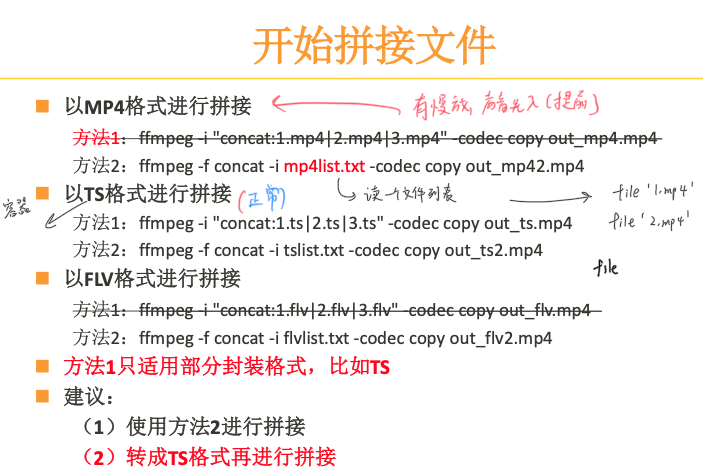 开始拼接文件
以MP4格式进行拼接 有慢放,声音先入(提前)
方法1:ffmpeg -i "concat:1.mp4|2.mp4|3.mp4" -codec copy out_mp4.mp4
方法2:ffmpeg -f concat -i mp4list.txt -codec copy out_mp42.mp4
以TS格式进行拼接 (正常) 读一个文件列表 file '1.mp4'
容器
方法1:ffmpeg -i "concat:1.ts|2.ts|3.ts" -codec copy out_ts.mp4 file '2.mp4'
方法2:ffmpeg -f concat -i tslist.txt -codec copy out_ts2.mp4
file
以FLV格式进行拼接
方法1:ffmpeg -i "concat:1.flv|2.flv|3.flv" -codec copy out_flv.mp4
方法2:ffmpeg -f concat -i flvlist.txt -codec copy out_flv2.mp4
方法1只适用部分封装格式,比如TS
建议:
(1)使用方法2进行拼接
(2)转成TS格式再进行拼接